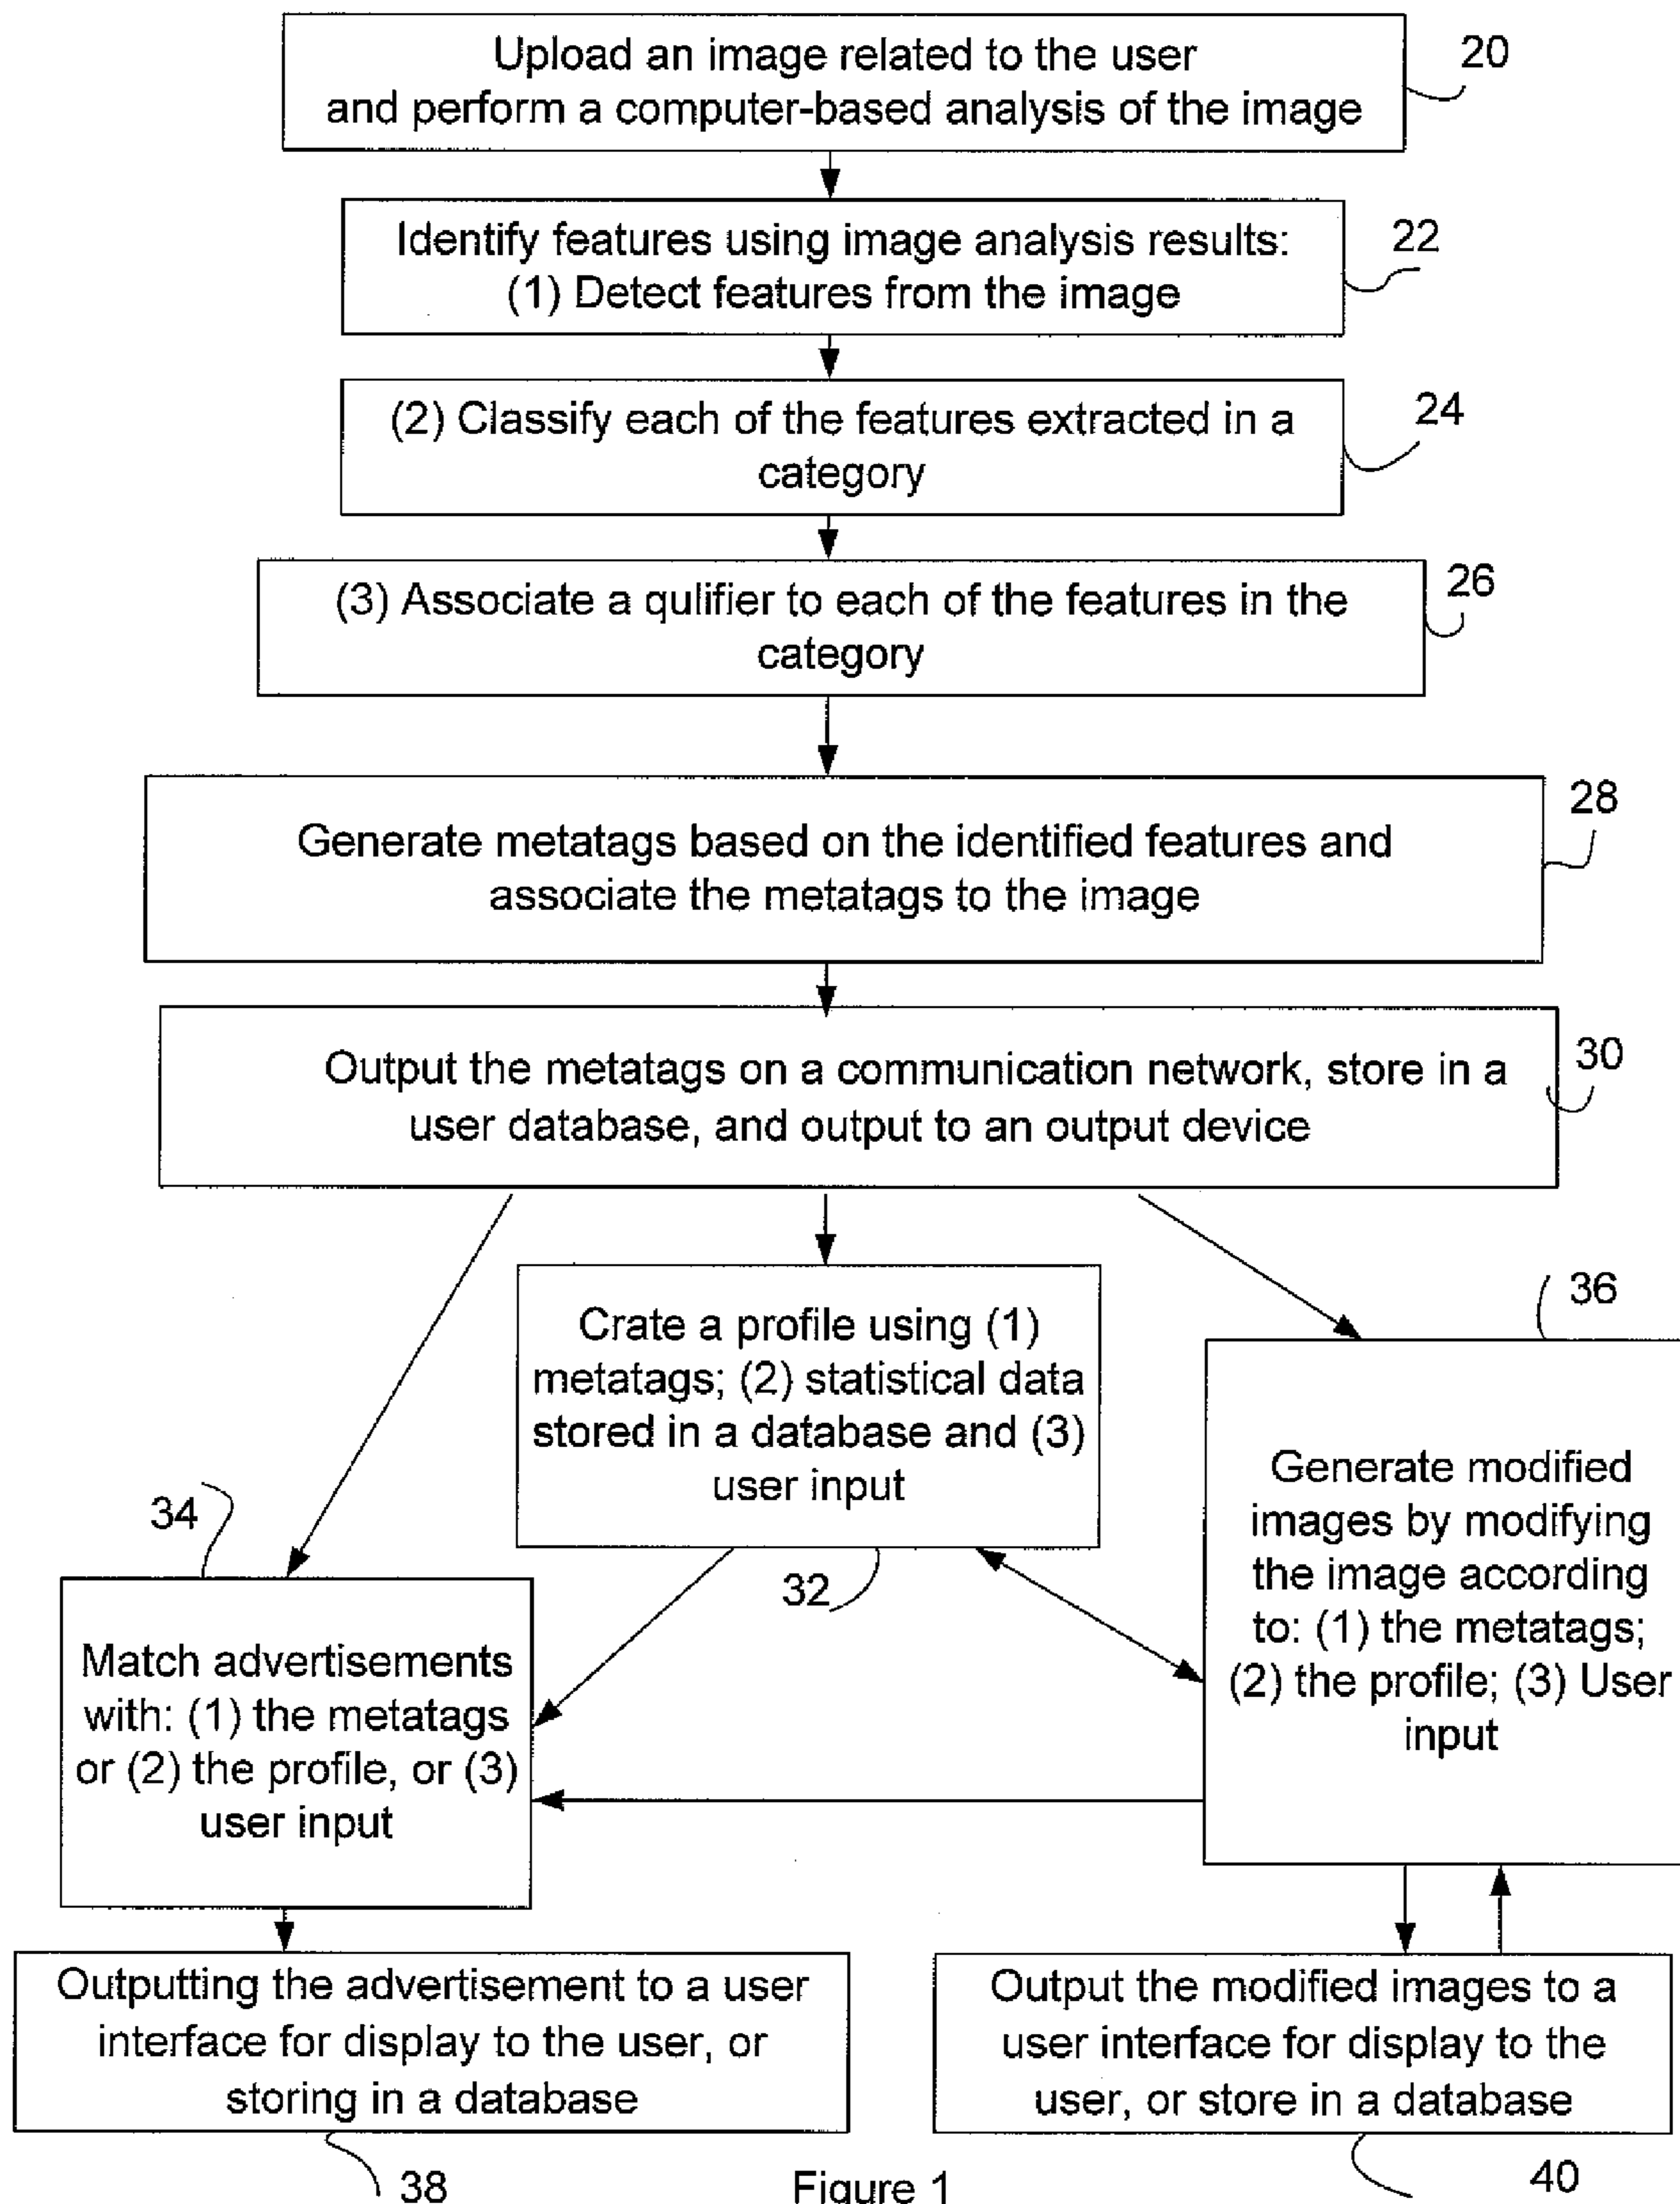 Upload an image related to the user
and perform a computer-based analysis of the image
20
Identify features using image analysis results:
(1) Detect features from the image
22
(2) Classify each of the features extracted in a
category
24
(3) Associate a qulifier to each of the features in the
category
26
Generate metatags based on the identified features and
associate the metatags to the image
28
Output the metatags on a communication network, store in a
user database, and output to an output device
30
Crate a profile using (1)
metatags; (2) statistical data
stored in a database and (3)
user input
32
36
Generate modified
images by modifying
the image according
to: (1) the metatags;
(2) the profile; (3) User
input
34
Match advertisements
with: (1) the metatags
or (2) the profile, or (3)
user input
Outputting the advertisement to a user
interface for display to the user, or
storing in a database
38
Output the modified images to a
user interface for display to the
user, or store in a database
40
Figure 1